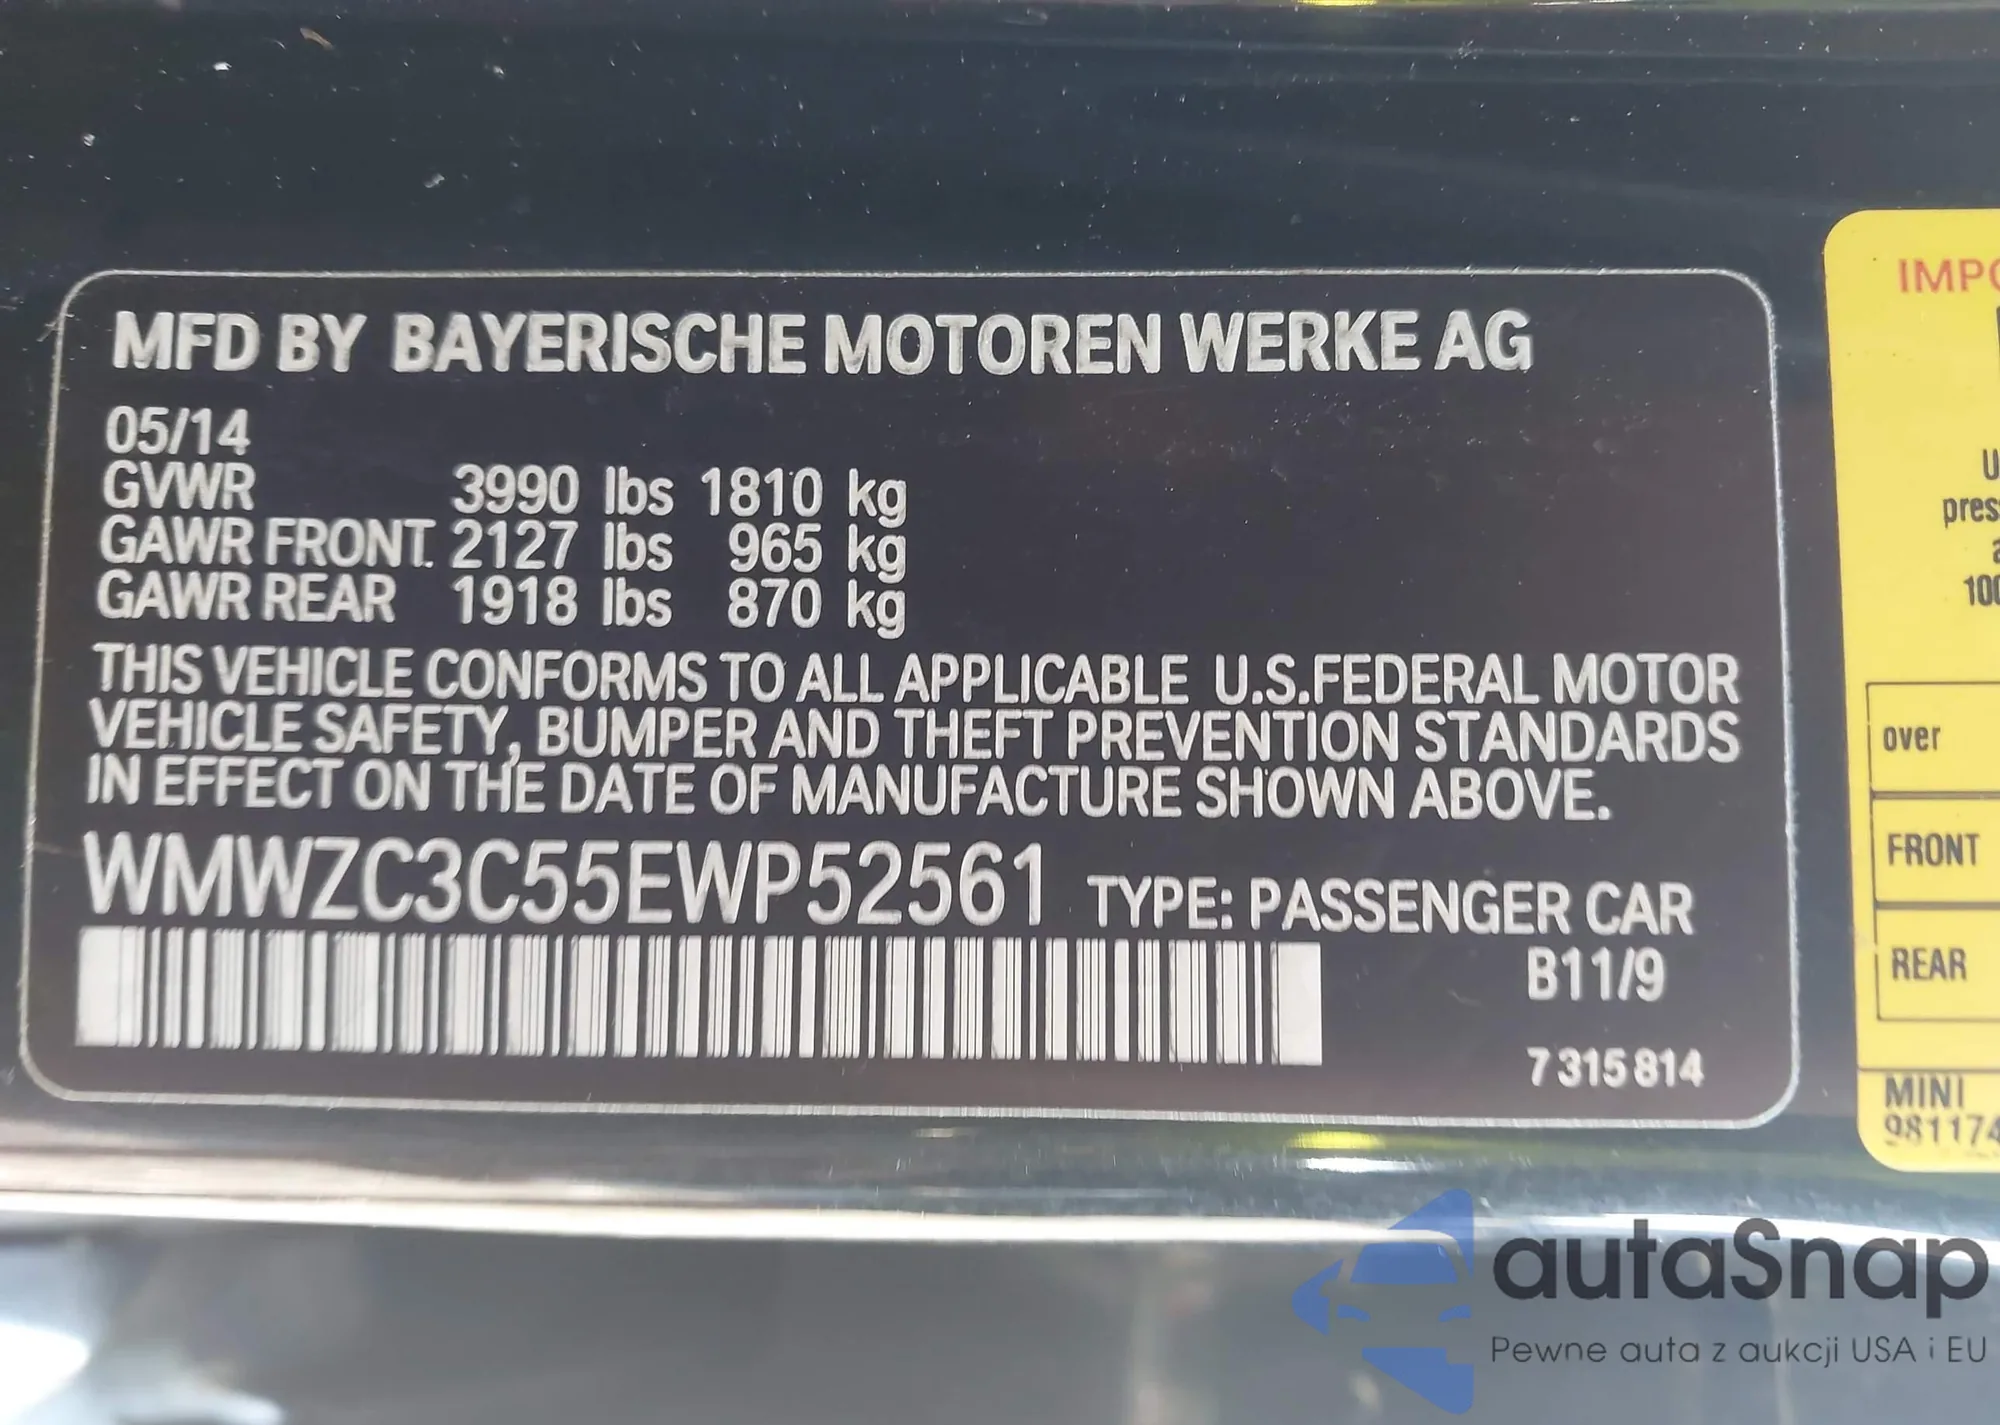 MFD BY BAYERISCHE MOTOREN WERKE AG
05/14
GVWR 3990 lbs 1810 kg
GAWR FRONT. 2127 lbs 965 kg
GAWR REAR 1918 lbs 870 kg
THIS VEHICLE CONFORMS TO ALL APPLICABLE U.S.FEDERAL MOTOR
VEHICLE SAFETY, BUMPER AND THEFT PREVENTION STANDARDS
IN EFFECT ON THE DATE OF MANUFACTURE SHOWN ABOVE.
WMWZC3C55EWP52561 TYPE: PASSENGER CAR
B11/9
7 315 814
over
FRONT
REAR
MINI
autaSnap
Pewne auta z aukcji USA i EU